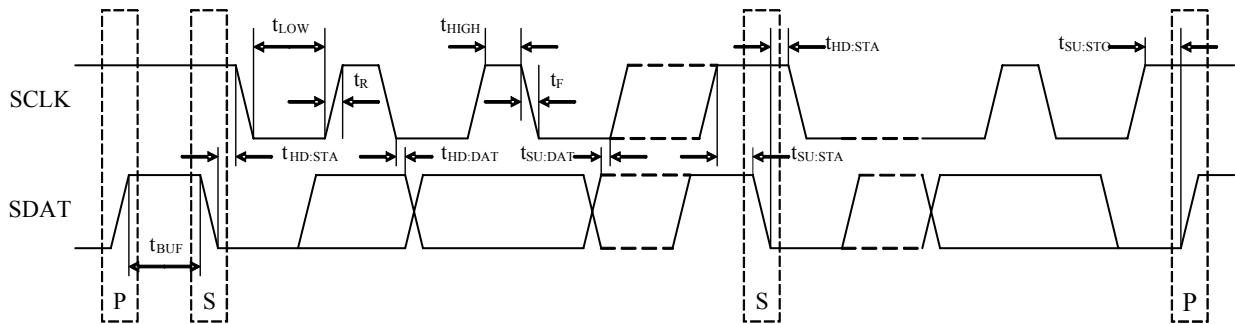 tLOW
tHIGH
tHD:STA
tSU:STO
SCLK
tR
tF
tHD:STA
tHD:DAT
tSU:DAT
tSU:STA
SDAT
tBUF
P
S
S
P